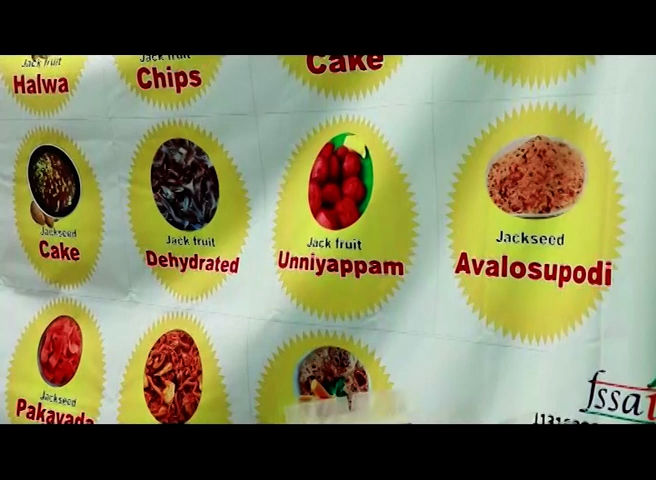 Jack fruit
Halwa
Jack fruit
Chips
Cake
Jackseed
Cake
Jack fruit
Dehydrated
Jack fruit
Unniyappam
Jackseed
Avalosupodi
Jackseed
Pakavada
fssai